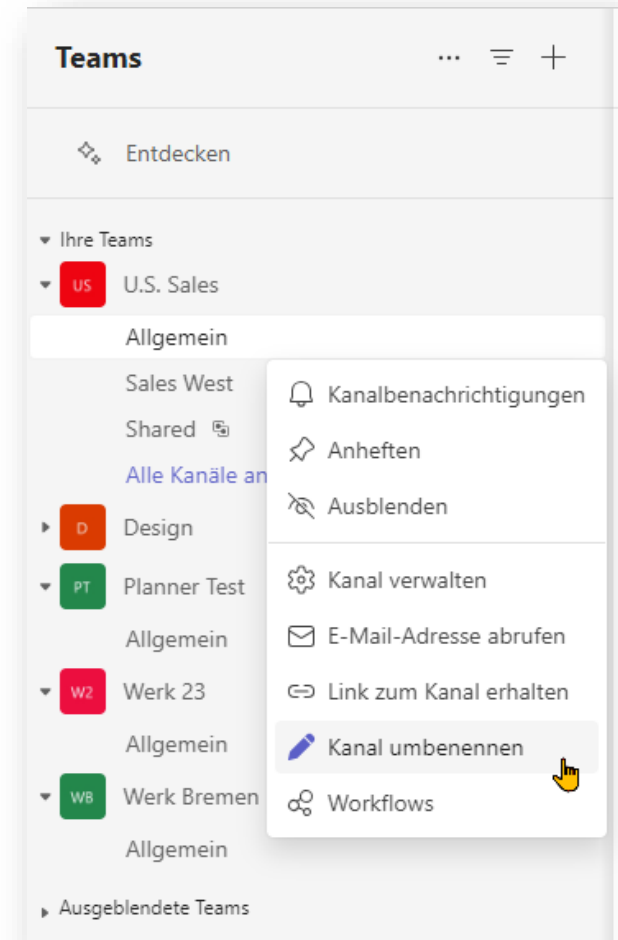 Teams
Entdecken
Ihre Teams
US U.S. Sales
Allgemein
Sales West
Shared
Alle Kanäle an
D Design
PT Planner Test
Allgemein
W2 Werk 23
Allgemein
WB Werk Bremen
Allgemein
Ausgeblendete Teams
Kanalbenachrichtigungen
Anheften
Ausblenden
Kanal verwalten
E-Mail-Adresse abrufen
Link zum Kanal erhalten
Kanal umbenennen
Workflows